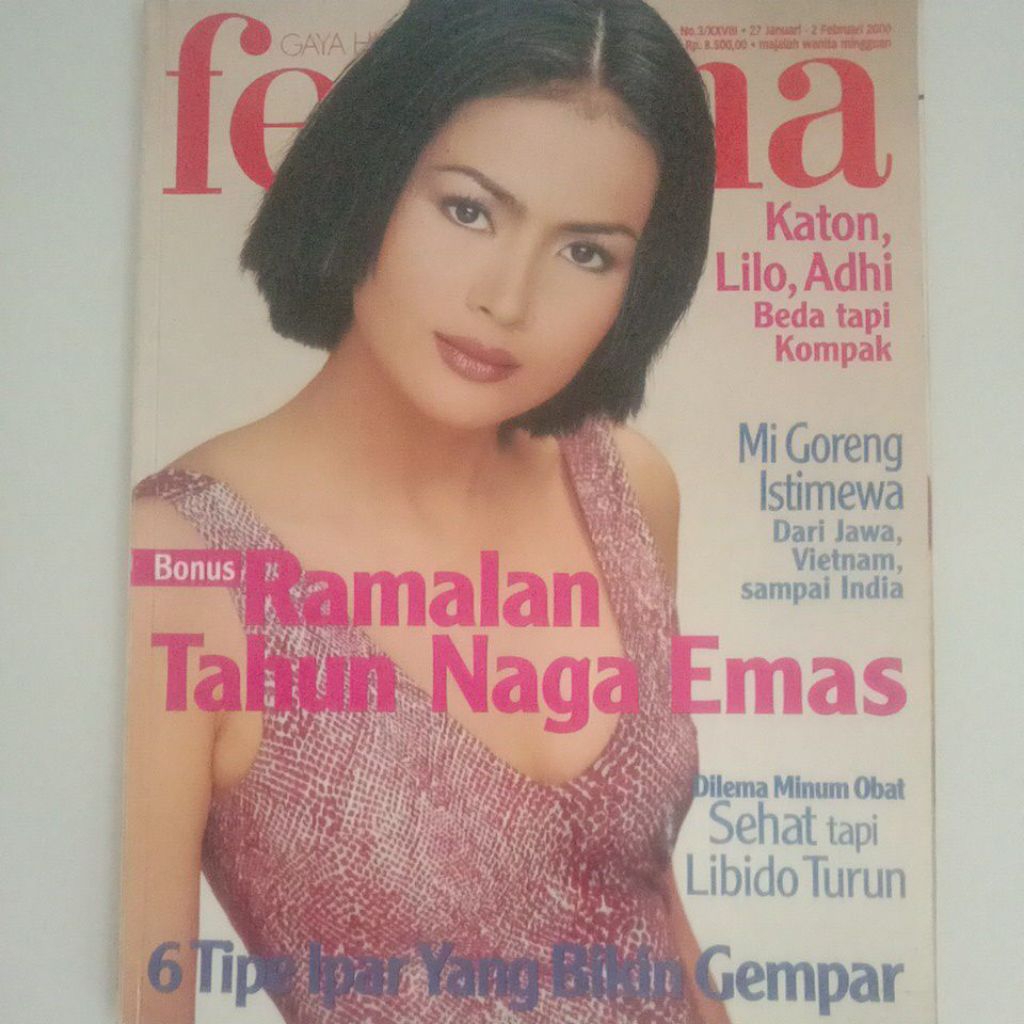 GAYA H
No.3/XXVIII • 27 Januari - 2 Februari 2000
Rp. 8.500,00 • majalah wanita mingguan
fe na
Katon,
Lilo, Adhi
Beda tapi
Kompak
Mi Goreng
Istimewa
Dari Jawa,
Vietnam,
sampai India
Bonus Ramalan
Tahun Naga Emas
Dilema Minum Obat
Sehat tapi
Libido Turun
6 Tipe Ipar Yang Bikin Gempar